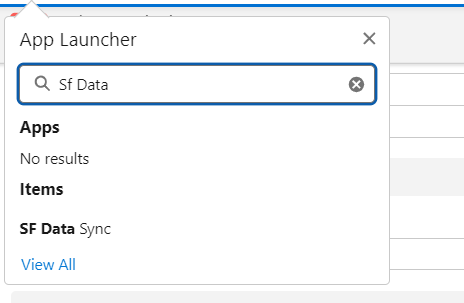 App Launcher
Sf Data
Apps
No results
Items
SF Data Sync
View All